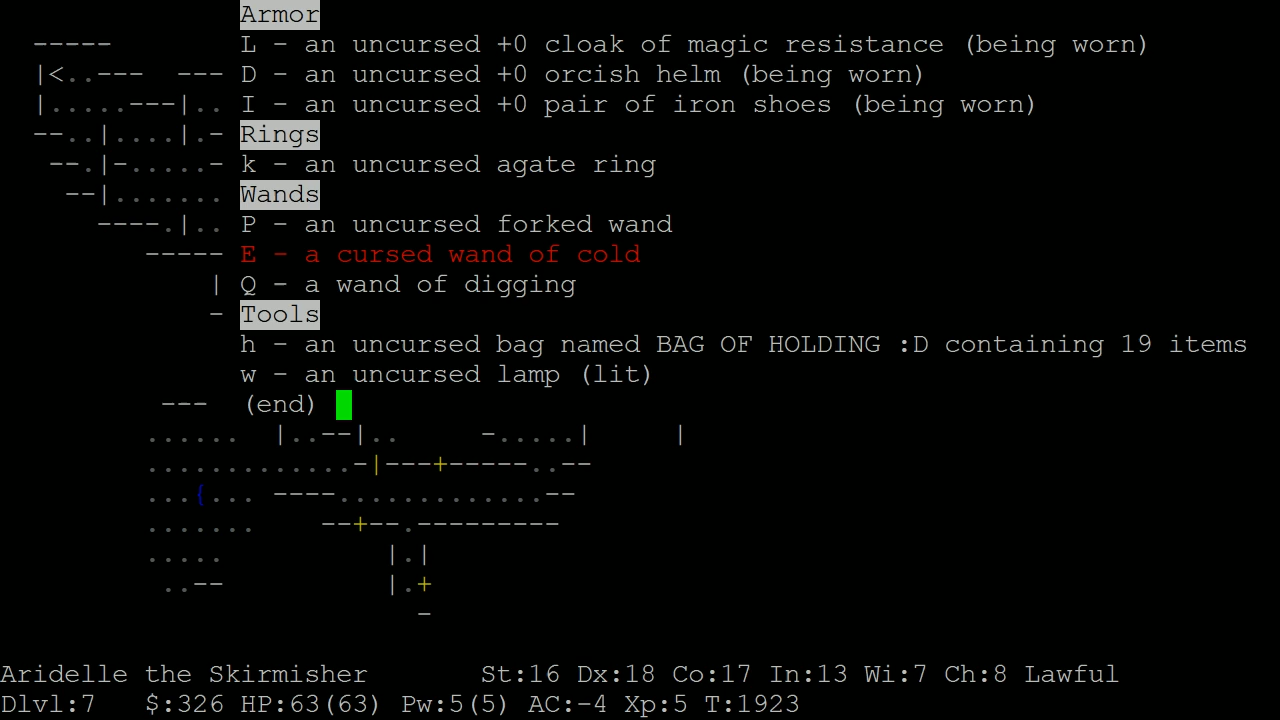 Armor
----- L - an uncursed +0 cloak of magic resistance (being worn)
|<..--- --- D - an uncursed +0 orcish helm (being worn)
|.....---|.. I - an uncursed +0 pair of iron shoes (being worn)
--..|....|.- Rings
--.|-.....- k - an uncursed agate ring
--|....... Wands
----.|.. P - an uncursed forked wand
----- E - a cursed wand of cold
| Q - a wand of digging
- Tools
h - an uncursed bag named BAG OF HOLDING :D containing 19 items
w - an uncursed lamp (lit)
--- (end)
...... |..--|.. -.....| |
.............-|---+-----..--
...{... ----.............--
....... --+--.---------
..... |.|
..-- |.+
-
Aridelle the Skirmisher St:16 Dx:18 Co:17 In:13 Wi:7 Ch:8 Lawful
Dlvl:7 $:326 HP:63(63) Pw:5(5) AC:-4 Xp:5 T:1923